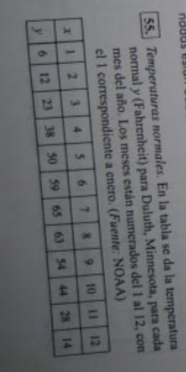 55. Temperaturas normales. En la tabla se da la temperatura
normal y (Fahrenheit) para Duluth, Minnesota, para cada
mes del año. Los meses están numerados del 1 al 12, con
el 1 correspondiente a enero. (Fuente: NOAA)
x 1 2 3 4 5 6 7 8 9 10 11 12
y 6 12 23 38 50 59 65 63 54 44 28 14